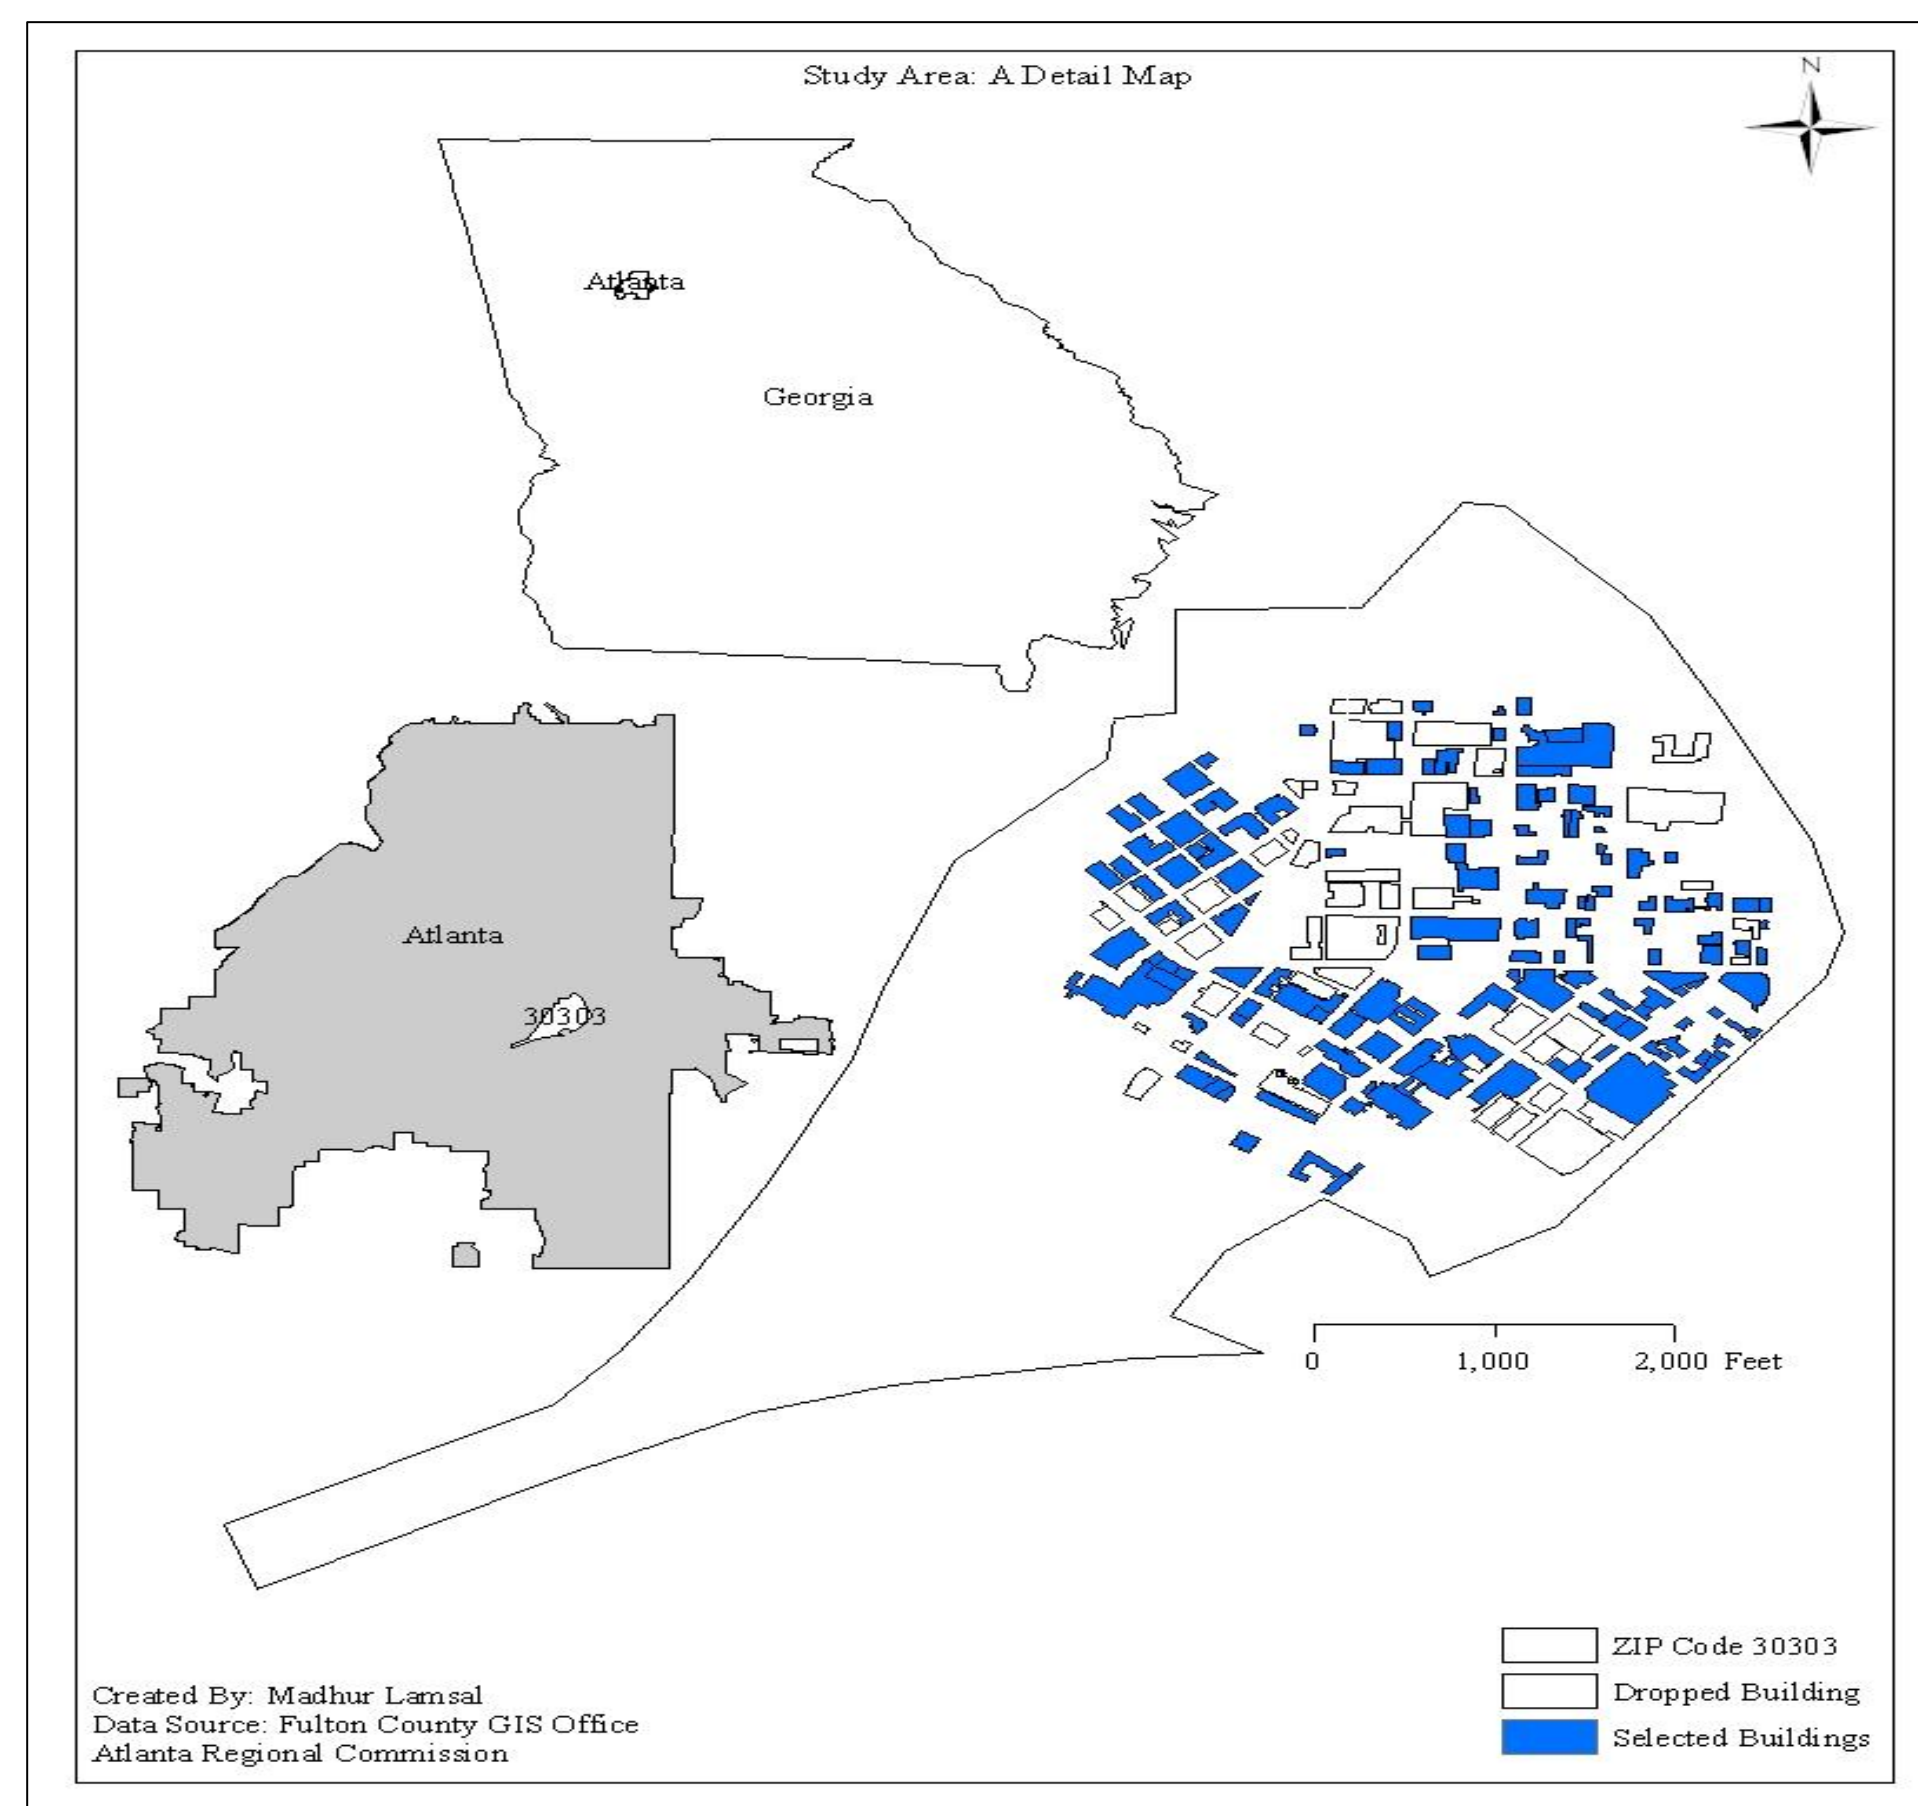 Study Area: A Detail Map
N
Atlanta
Georgia
Atlanta
30303
0 1,000 2,000 Feet
ZIP Code 30303
Dropped Building
Selected Buildings
Created By: Madhur Lamsal
Data Source: Fulton County GIS Office
Atlanta Regional Commission